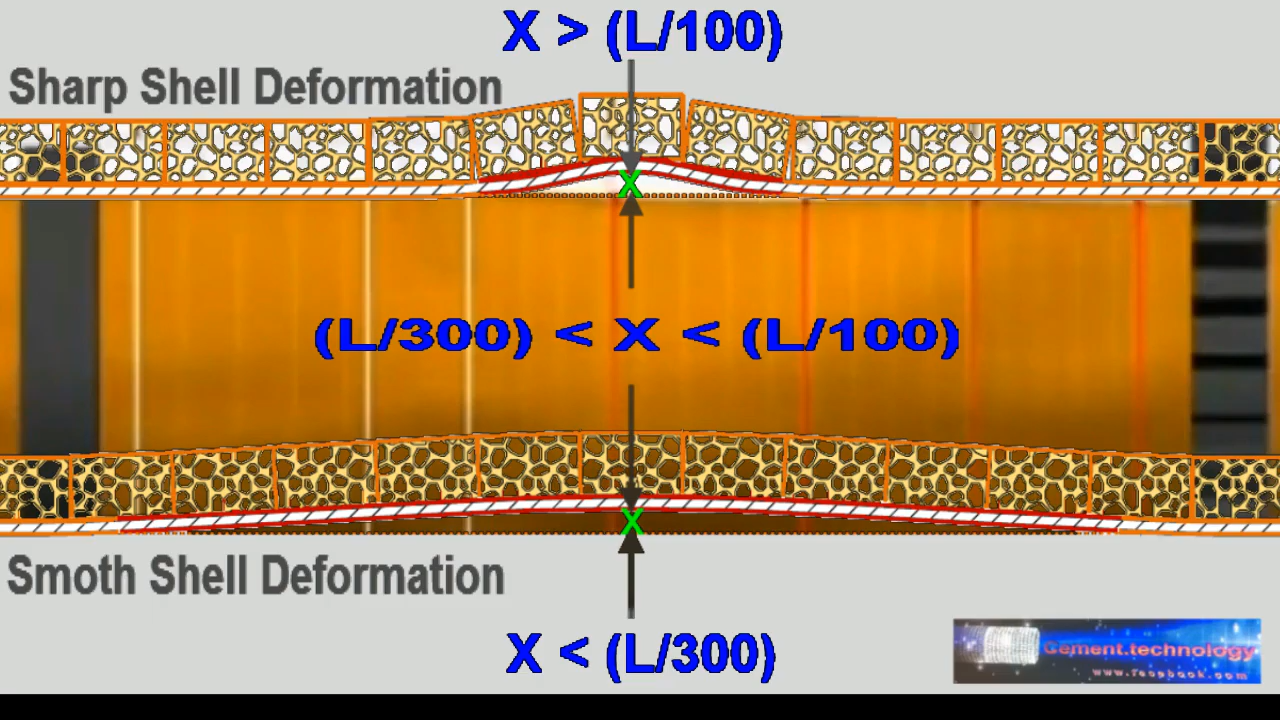 X > (L/100)
Sharp Shell Deformation
X
(L/300) < X < (L/100)
X
Smoth Shell Deformation
X < (L/300)
Cement.technology